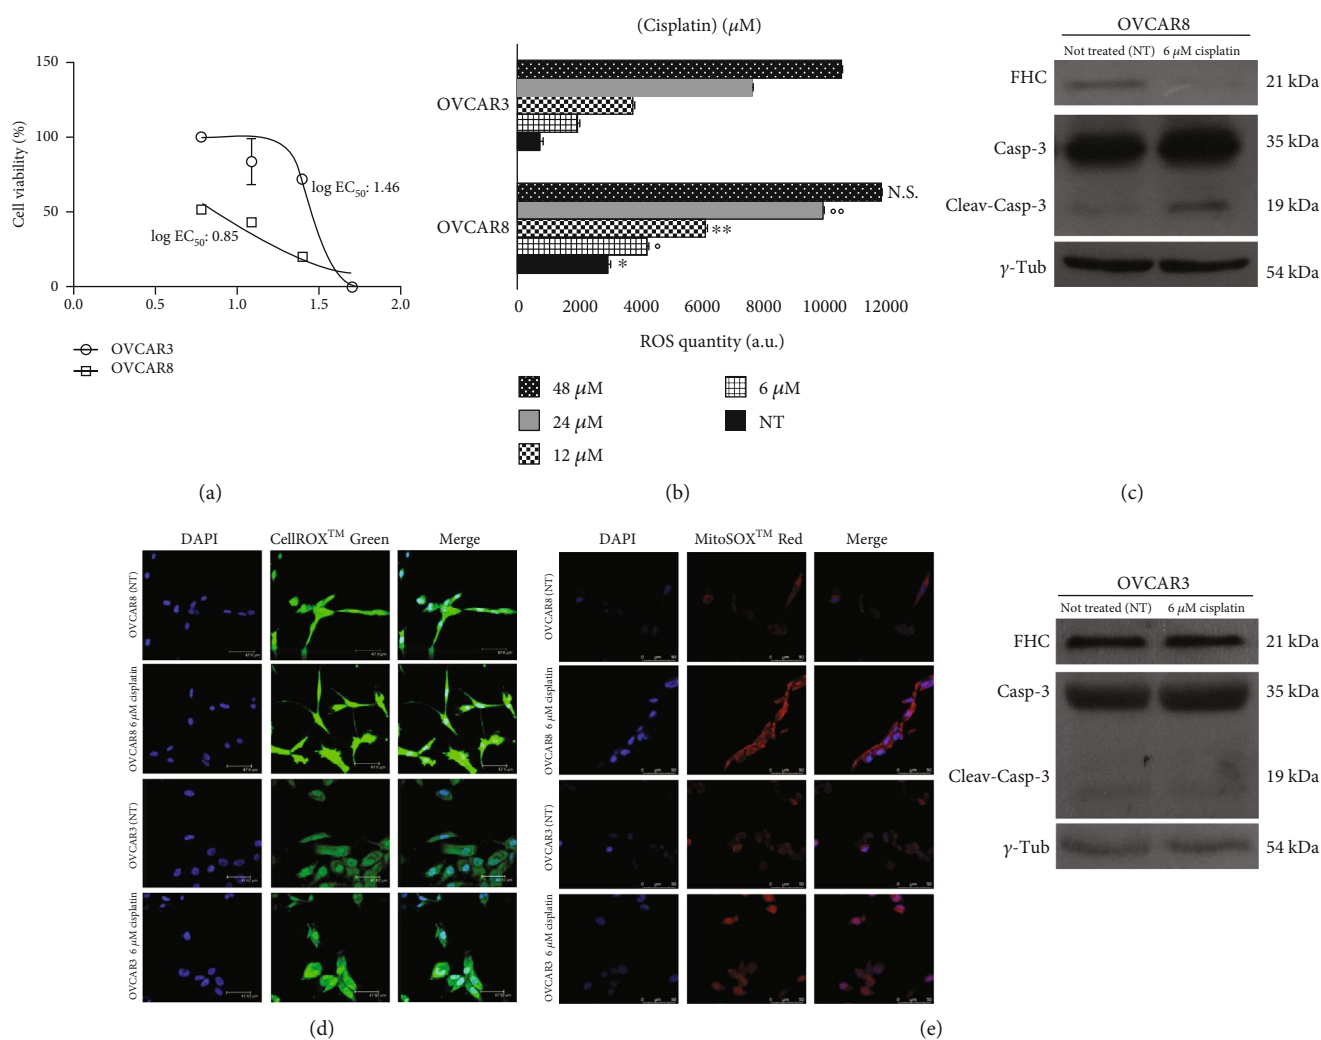 Cell viability (%)
150
100
50
0
0
0.5
1.0
1.5
2.0
log EC50: 1.46
log EC50: 0.85
OVCAR3
OVCAR8
(a)
(Cisplatin) (μM)
OVCAR3
OVCAR8
N.S.
°°
**
°
*
0
2000
4000
6000
8000
10000
12000
ROS quantity (a.u.)
48 μM
24 μM
12 μM
6 μM
NT
(b)
OVCAR8
Not treated (NT) 6 μM cisplatin
FHC 21 kDa
Casp-3 35 kDa
Cleav-Casp-3 19 kDa
γ-Tub 54 kDa
(c)
DAPI CellROX™ Green Merge
OVCAR8 (NT)
OVCAR8 6 μM cisplatin
OVCAR3 (NT)
OVCAR3 6 μM cisplatin
(d)
DAPI MitoSOX™ Red Merge
OVCAR8 (NT)
OVCAR8 6 μM cisplatin
OVCAR3 (NT)
OVCAR3 6 μM cisplatin
(e)
OVCAR3
Not treated (NT) 6 μM cisplatin
FHC 21 kDa
Casp-3 35 kDa
Cleav-Casp-3 19 kDa
γ-Tub 54 kDa